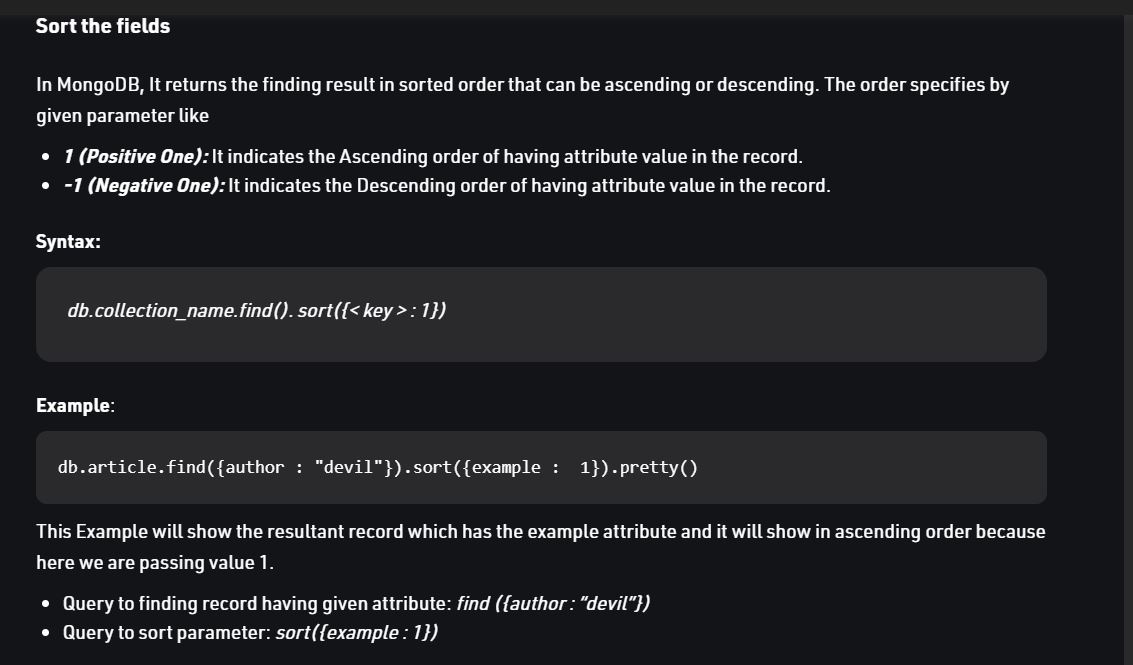 Sort the fields
In MongoDB, It returns the finding result in sorted order that can be ascending or descending. The order specifies by
given parameter like
• 1 (Positive One): It indicates the Ascending order of having attribute value in the record.
• -1 (Negative One): It indicates the Descending order of having attribute value in the record.
Syntax:
db.collection_name.find(). sort({< key > : 1})
Example:
db.article.find({author : "devil"}).sort({example :  1}).pretty()
This Example will show the resultant record which has the example attribute and it will show in ascending order because
here we are passing value 1.
• Query to finding record having given attribute: find ({author : “devil”})
• Query to sort parameter: sort({example : 1})